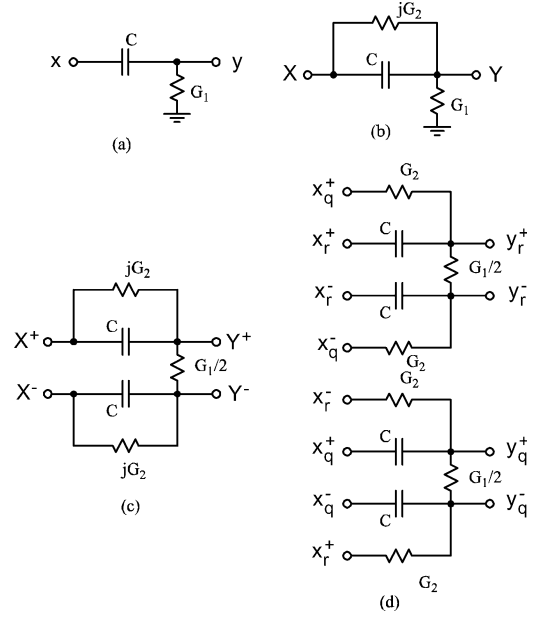 C
x
y
G1
(a)
jG2
C
X
Y
G1
(b)
jG2
C
X+
Y+
G1/2
X-
Y-
C
jG2
(c)
G2
xq+
C
xr+
yr+
G1/2
xr-
yr-
C
xq-
G2
G2
xr-
C
xq+
yq+
G1/2
xq-
yq-
C
xr+
G2
(d)